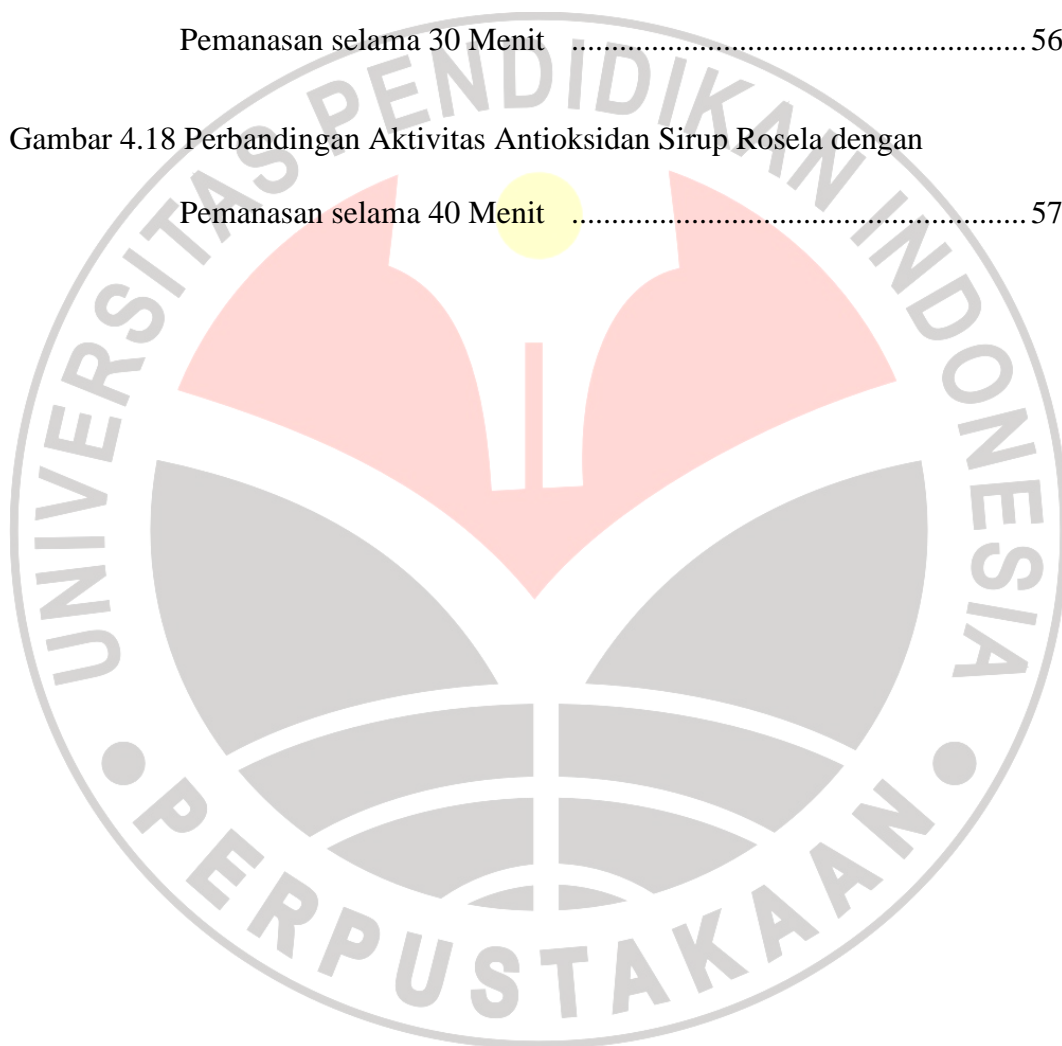 Pemanasan selama 30 Menit ........................................................... 56
Gambar 4.18 Perbandingan Aktivitas Antioksidan Sirup Rosela dengan
Pemanasan selama 40 Menit ........................................................... 57
UNIVERSITAS PENDIDIKAN INDONESIA
PERPUSTAKAAN